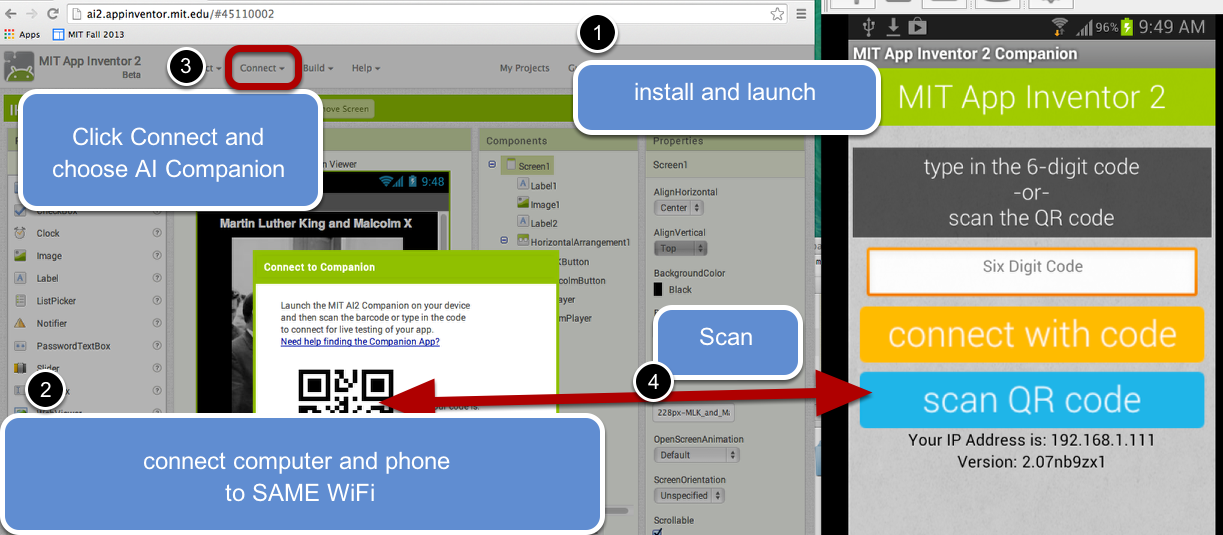 ai2.appinventor.mit.edu/#45110002
Apps
MIT Fall 2013
MIT App Inventor 2
Beta
3
Connect
Build
Help
My Projects
1
install and launch
Click Connect and
choose AI Companion
Screen
Viewer
9:48
Martin Luther King and Malcolm X
Clock
Image
Label
ListPicker
Notifier
PasswordTextBox
Slider
Connect to Companion
Launch the MIT AI2 Companion on your device
and then scan the barcode or type in the code
to connect for live testing of your app.
Need help finding the Companion App?
code is:
2
connect computer and phone
to SAME WiFi
Components
Screen1
Label1
Image1
Label2
HorizontalArrangement1
Properties
Screen1
AlignHorizontal
Center
AlignVertical
Top
BackgroundColor
Black
Scan
4
228px-MLK_and_Ma
OpenScreenAnimation
Default
ScreenOrientation
Unspecified
Scrollable
96%
9:49 AM
MIT App Inventor 2 Companion
MIT App Inventor 2
type in the 6-digit code
-or-
scan the QR code
Six Digit Code
connect with code
scan QR code
Your IP Address is: 192.168.1.111
Version: 2.07nb9zx1